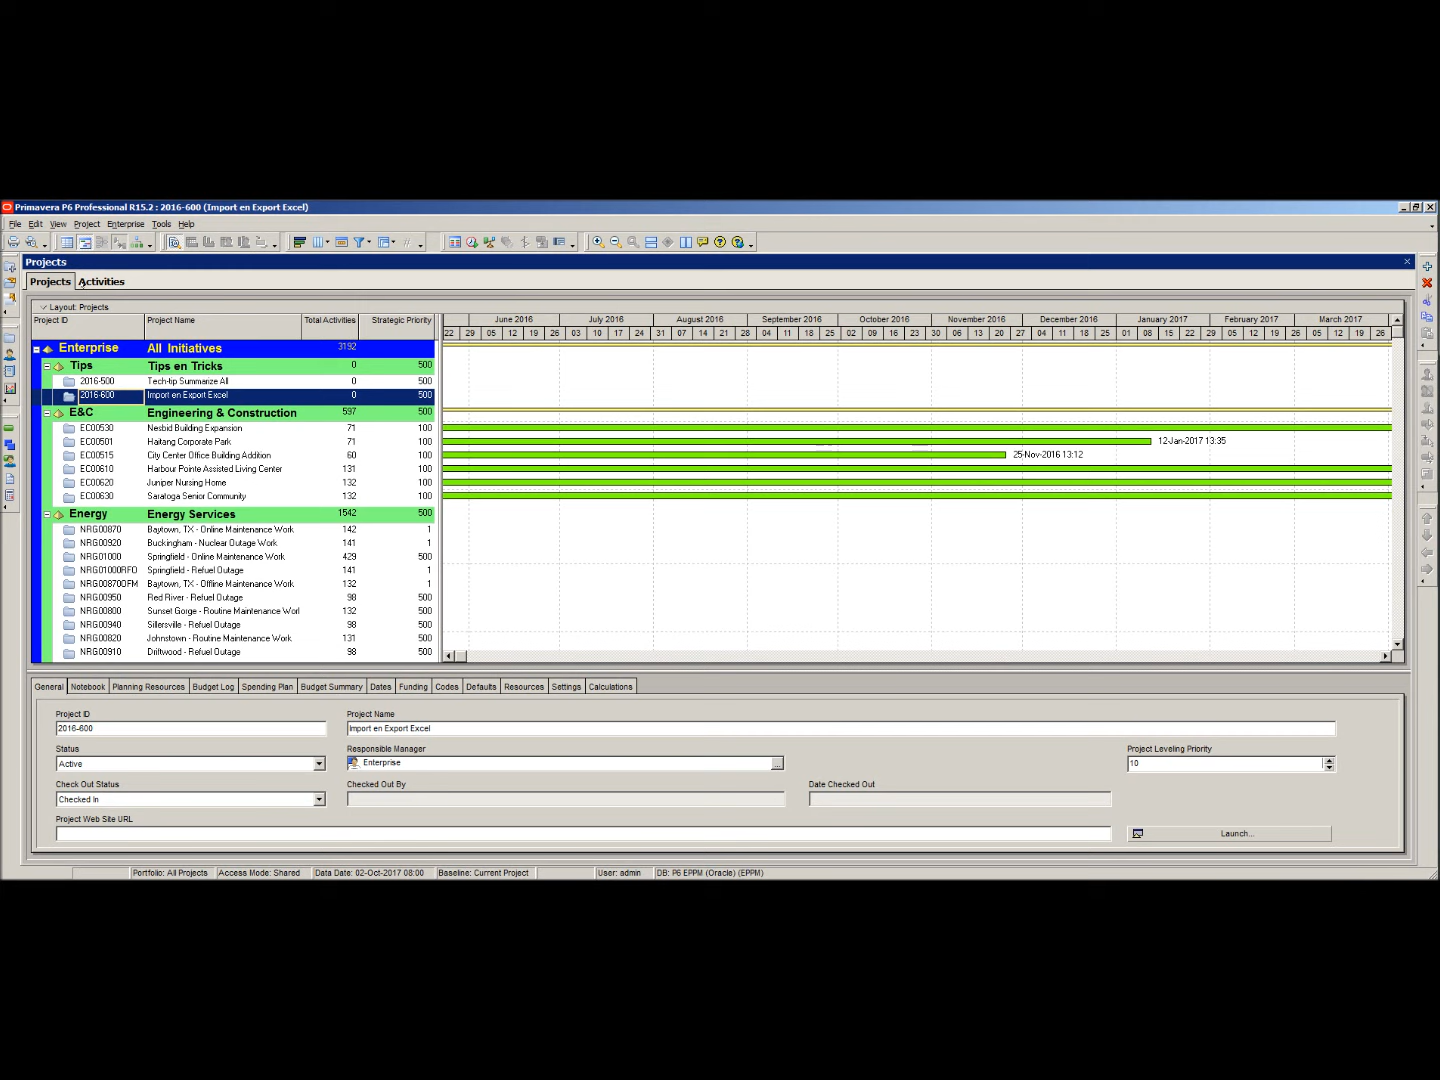 Primavera P6 Professional R15.2 : 2016-600 (Import en Export Excel)
File Edit View Project Enterprise Tools Help
Projects
Projects Activities
Layout: Projects
Project ID Project Name Total Activities Strategic Priority
June 2016 July 2016 August 2016 September 2016 October 2016 November 2016 December 2016 January 2017 February 2017 March 2017
22 29 05 12 19 26 03 10 17 24 31 07 14 21 28 04 11 18 25 02 09 16 23 30 06 13 20 27 04 11 18 25 01 08 15 22 29 05 12 19 26 05 12 19 26
Enterprise All Initiatives 3192
Tips Tips en Tricks 0 500
2016-500 Tech-tip Summarize All 0 500
2016-600 Import en Export Excel 0 500
E&C Engineering & Construction 597 500
EC00530 Nesbid Building Expansion 71 100
EC00501 Haitang Corporate Park 71 100 12-Jan-2017 13:35
EC00515 City Center Office Building Addition 60 100 25-Nov-2016 13:12
EC00610 Harbour Pointe Assisted Living Center 131 100
EC00620 Juniper Nursing Home 132 100
EC00630 Saratoga Senior Community 132 100
Energy Energy Services 1542 500
NRG00870 Baytown, TX - Online Maintenance Work 142 1
NRG00920 Buckingham - Nuclear Outage Work 141 1
NRG01000 Springfield - Online Maintenance Work 429 500
NRG01000RFO Springfield - Refuel Outage 141 1
NRG00870OFM Baytown, TX - Offline Maintenance Work 132 1
NRG00950 Red River - Refuel Outage 98 500
NRG00800 Sunset Gorge - Routine Maintenance Worl 132 500
NRG00940 Sillersville - Refuel Outage 98 500
NRG00820 Johnstown - Routine Maintenance Work 131 500
NRG00910 Driftwood - Refuel Outage 98 500
General Notebook Planning Resources Budget Log Spending Plan Budget Summary Dates Funding Codes Defaults Resources Settings Calculations
Project ID Project Name
2016-600 Import en Export Excel
Status Responsible Manager Project Leveling Priority
Active Enterprise ... 10
Check Out Status Checked Out By Date Checked Out
Checked In
Project Web Site URL
Launch...
Portfolio: All Projects Access Mode: Shared Data Date: 02-Oct-2017 08:00 Baseline: Current Project User: admin DB: P6 EPPM (Oracle) (EPPM)